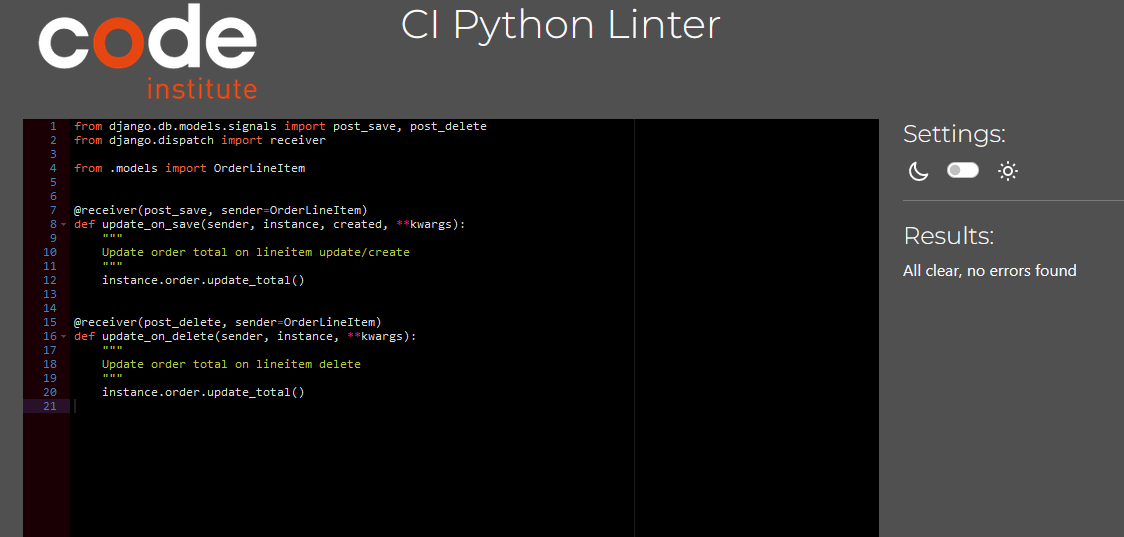 code
institute
CI Python Linter
1 from django.db.models.signals import post_save, post_delete
2 from django.dispatch import receiver
3
4 from .models import OrderLineItem
5
6
7 @receiver(post_save, sender=OrderLineItem)
8 def update_on_save(sender, instance, created, **kwargs):
9     """
10     Update order total on lineitem update/create
11     """
12     instance.order.update_total()
13
14
15 @receiver(post_delete, sender=OrderLineItem)
16 def update_on_delete(sender, instance, **kwargs):
17     """
18     Update order total on lineitem delete
19     """
20     instance.order.update_total()
21
Settings:
Results:
All clear, no errors found